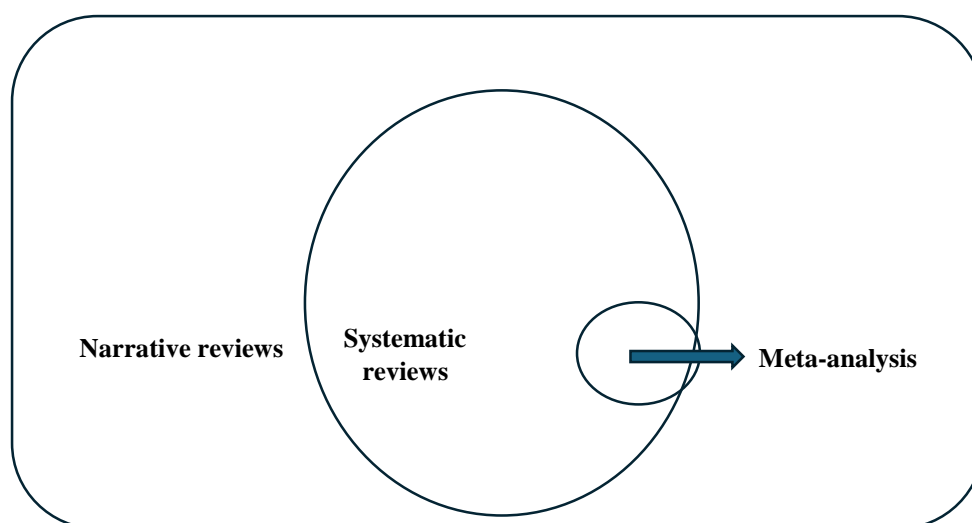 Narrative reviews
Systematic
reviews
Meta-analysis